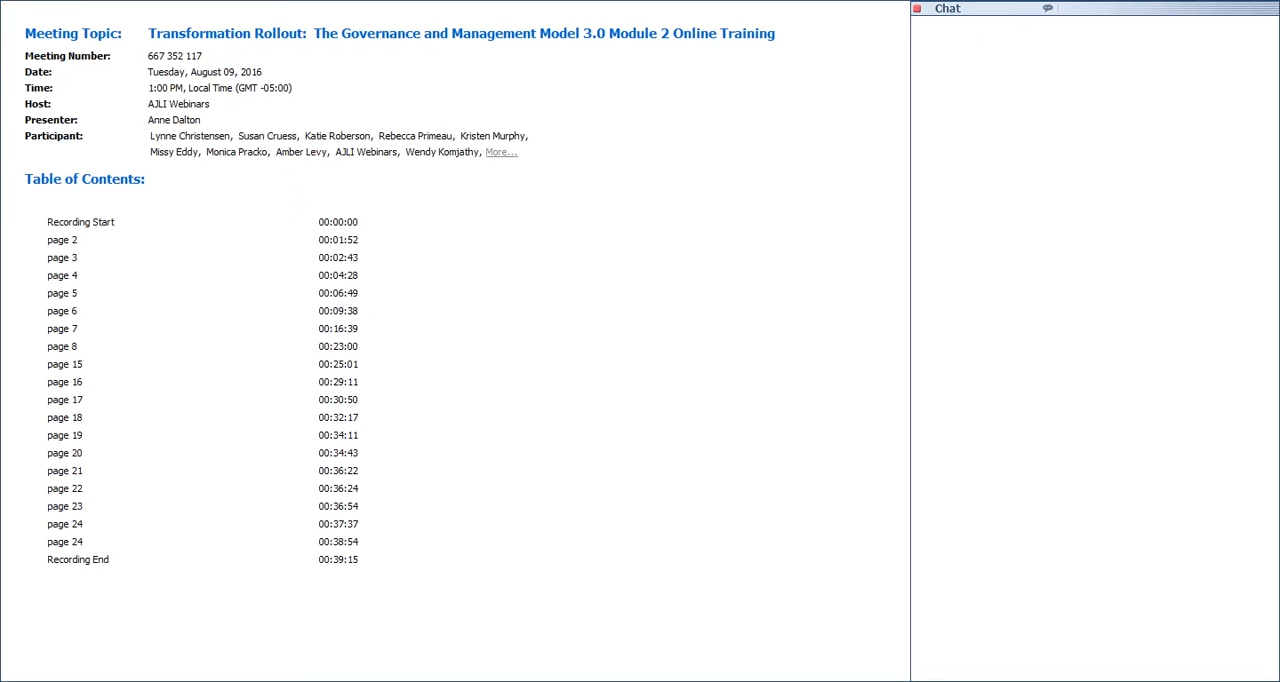 Chat
Meeting Topic: Transformation Rollout: The Governance and Management Model 3.0 Module 2 Online Training
Meeting Number: 667 352 117
Date: Tuesday, August 09, 2016
Time: 1:00 PM, Local Time (GMT -05:00)
Host: AJLI Webinars
Presenter: Anne Dalton
Participant: Lynne Christensen, Susan Cruess, Katie Roberson, Rebecca Primeau, Kristen Murphy,
Missy Eddy, Monica Pracko, Amber Levy, AJLI Webinars, Wendy Komjathy, More...
Table of Contents:
Recording Start 00:00:00
page 2 00:01:52
page 3 00:02:43
page 4 00:04:28
page 5 00:06:49
page 6 00:09:38
page 7 00:16:39
page 8 00:23:00
page 15 00:25:01
page 16 00:29:11
page 17 00:30:50
page 18 00:32:17
page 19 00:34:11
page 20 00:34:43
page 21 00:36:22
page 22 00:36:24
page 23 00:36:54
page 24 00:37:37
page 24 00:38:54
Recording End 00:39:15